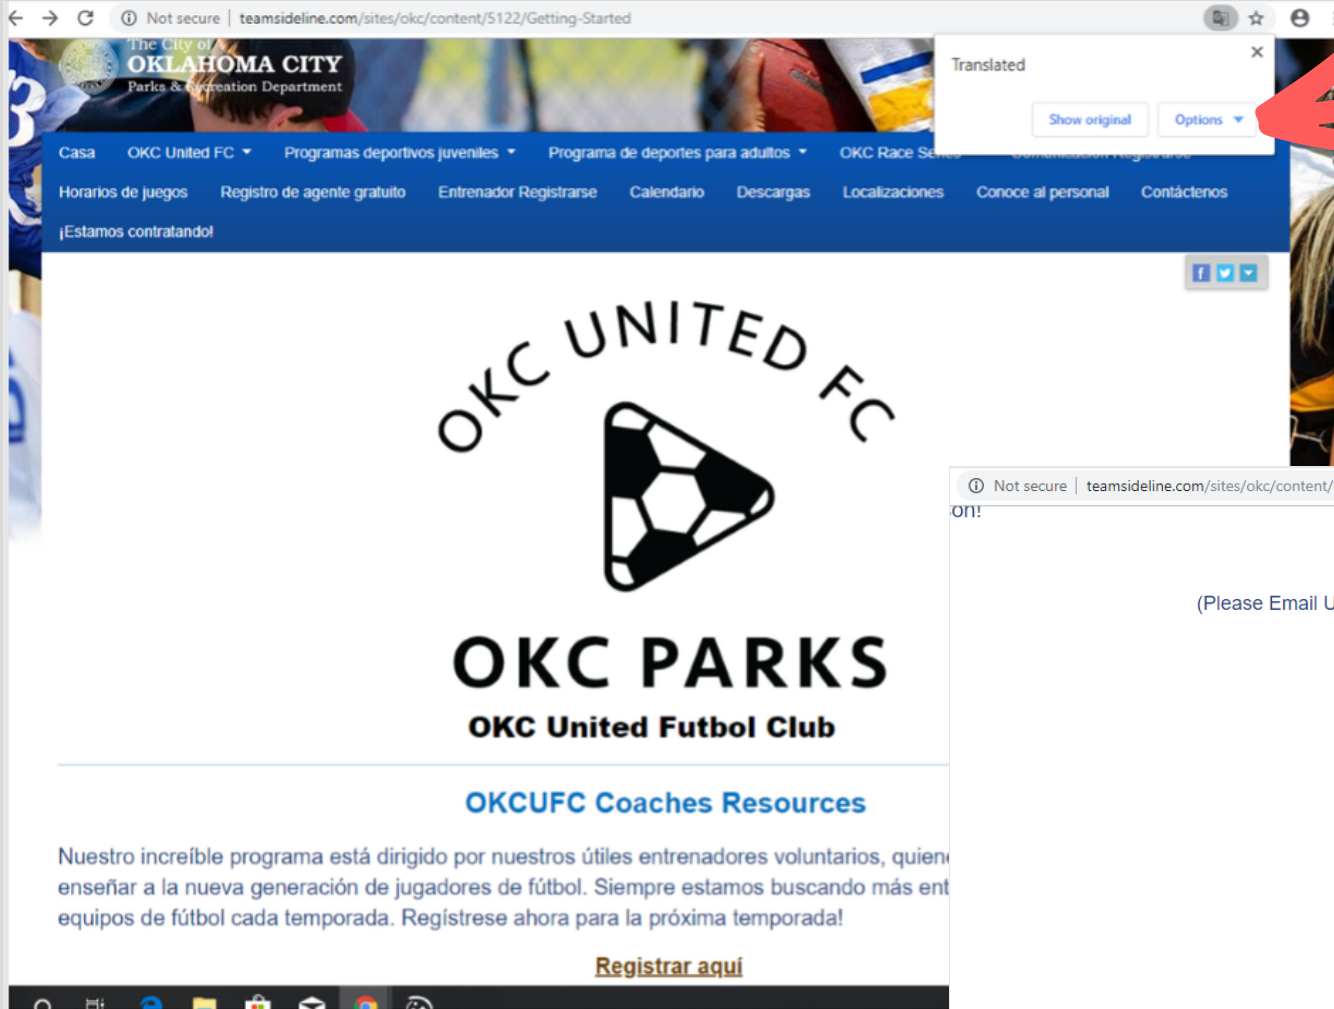 Not secure | teamsideline.com/sites/okc/content/5122/Getting-Started
The City of
OKLAHOMA CITY
Parks & Recreation Department
Translated
Show original
Options
Casa
OKC United FC
Programas deportivos juveniles
Programa de deportes para adultos
OKC Race Series
Horarios de juegos
Registro de agente gratuito
Entrenador Registrarse
Calendario
Descargas
Localizaciones
Conoce al personal
Contáctenos
¡Estamos contratando!
OKC UNITED FC
OKC PARKS
OKC United Futbol Club
OKCUFC Coaches Resources
Nuestro increíble programa está dirigido por nuestros útiles entrenadores voluntarios, quien
enseñar a la nueva generación de jugadores de fútbol. Siempre estamos buscando más ent
equipos de fútbol cada temporada. Regístrese ahora para la próxima temporada!
Registrar aquí
Not secure | teamsideline.com/sites/okc/content/
on!
(Please Email U